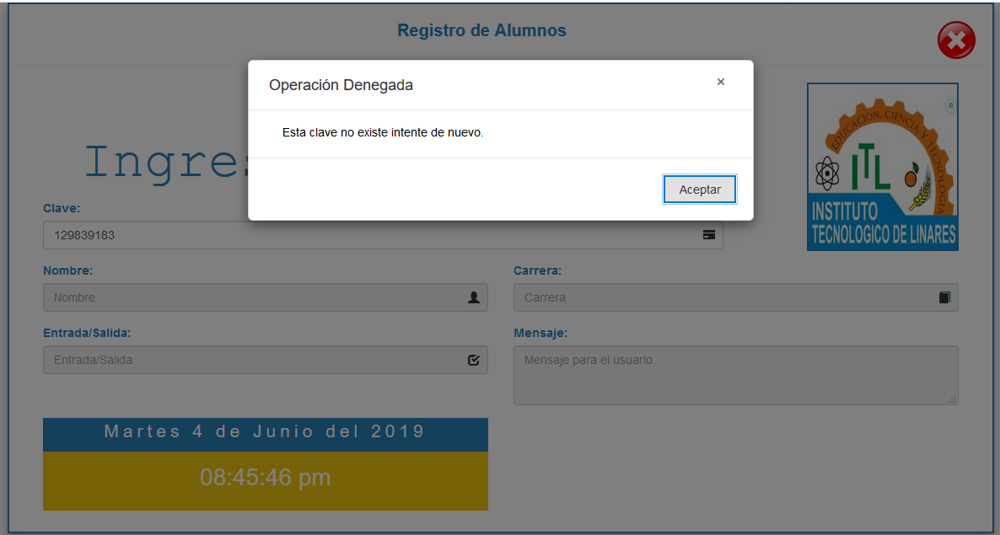 Registro de Alumnos
Operación Denegada
×
Esta clave no existe intente de nuevo.
Aceptar
Ingres
EDUCACION, CIENCIA Y TECNOLOGIA
R
ITL
INSTITUTO
TECNOLOGICO DE LINARES
Clave:
129839183
Nombre:
Nombre
Carrera:
Carrera
Entrada/Salida:
Entrada/Salida
Mensaje:
Mensaje para el usuario
Martes 4 de Junio del 2019
08:45:46 pm